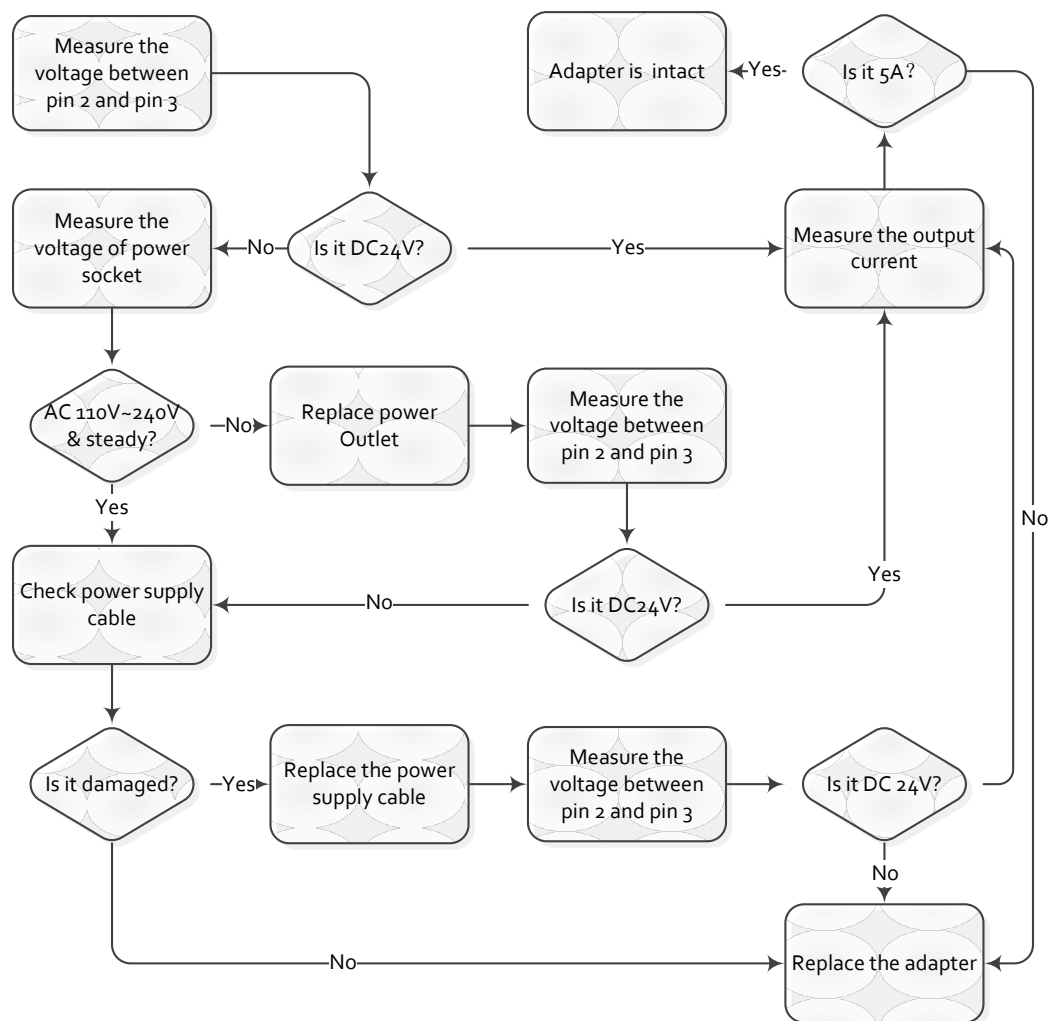 Measure the
voltage between
pin 2 and pin 3
Adapter is intact
Yes
Is it 5A?
Measure the
voltage of power
socket
No
Is it DC24V?
Yes
Measure the output
current
AC 110V~240V
& steady?
No
Replace power
Outlet
Measure the
voltage between
pin 2 and pin 3
Yes
No
Check power supply
cable
No
Is it DC24V?
Yes
Is it damaged?
Yes
Replace the power
supply cable
Measure the
voltage between
pin 2 and pin 3
Is it DC 24V?
No
No
Replace the adapter